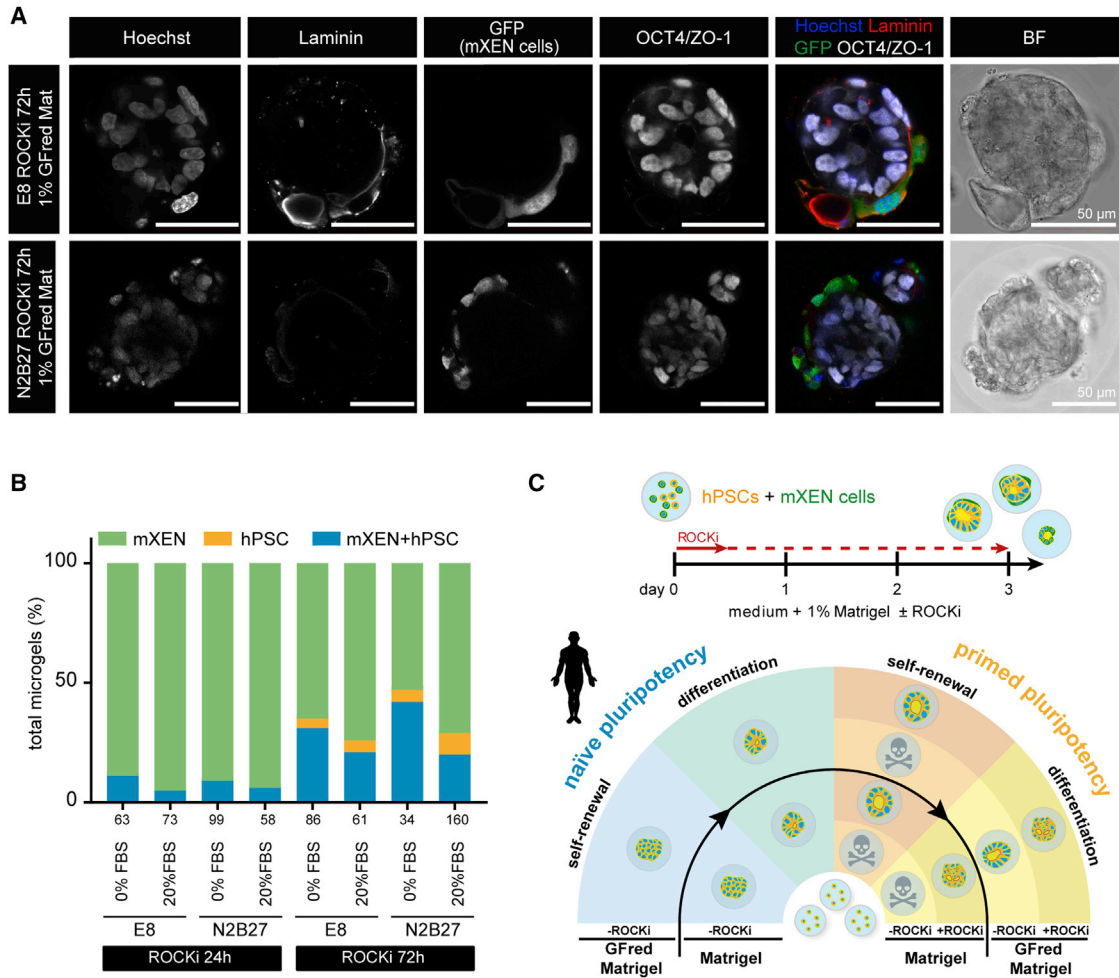 A
Hoechst
Laminin
GFP
(mXEN cells)
OCT4/ZO-1
Hoechst Laminin
GFP OCT4/ZO-1
BF
E8 ROCKi 72h
1% GFred Mat
50 µm
N2B27 ROCKi 72h
1% GFred Mat
50 µm
B
mXEN hPSC mXEN+hPSC
total microgels (%)
100
50
0
63 73 99 58 86 61 34 160
0% FBS 20%FBS 0% FBS 20%FBS 0% FBS 20%FBS 0% FBS 20%FBS
E8 N2B27 E8 N2B27
ROCKi 24h ROCKi 72h
C
hPSCs + mXEN cells
ROCKi
day 0 1 2 3
medium + 1% Matrigel ± ROCKi
naïve pluripotency
primed pluripotency
self-renewal
differentiation
self-renewal
differentiation
-ROCKi -ROCKi -ROCKi +ROCKi -ROCKi +ROCKi
GFred
Matrigel
Matrigel
Matrigel
GFred
Matrigel